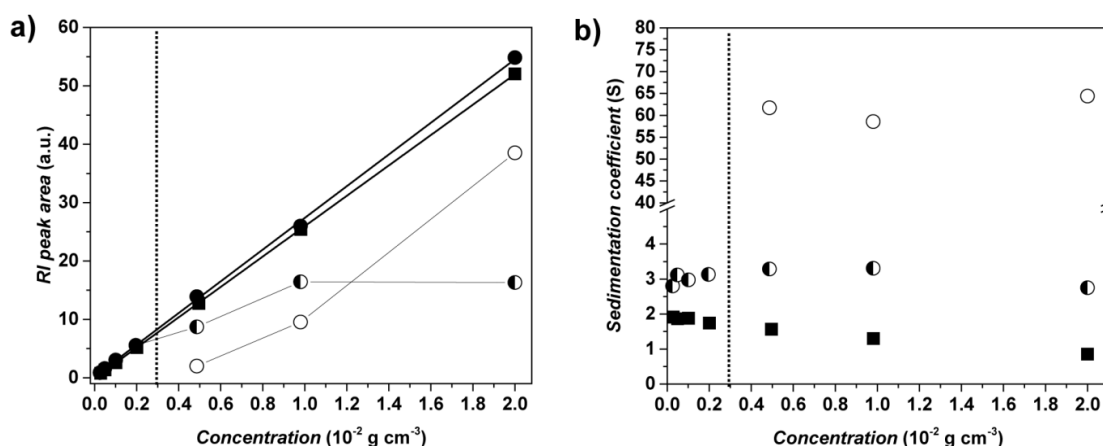 a)
RI peak area (a.u.)
60
50
40
30
20
10
0
0.0 0.2 0.4 0.6 0.8 1.0 1.2 1.4 1.6 1.8 2.0
Concentration (10⁻² g cm⁻³)
b)
Sedimentation coefficient (S)
80
75
70
65
60
55
50
45
40
4
3
2
1
0
0.0 0.2 0.4 0.6 0.8 1.0 1.2 1.4 1.6 1.8 2.0
Concentration (10⁻² g cm⁻³)